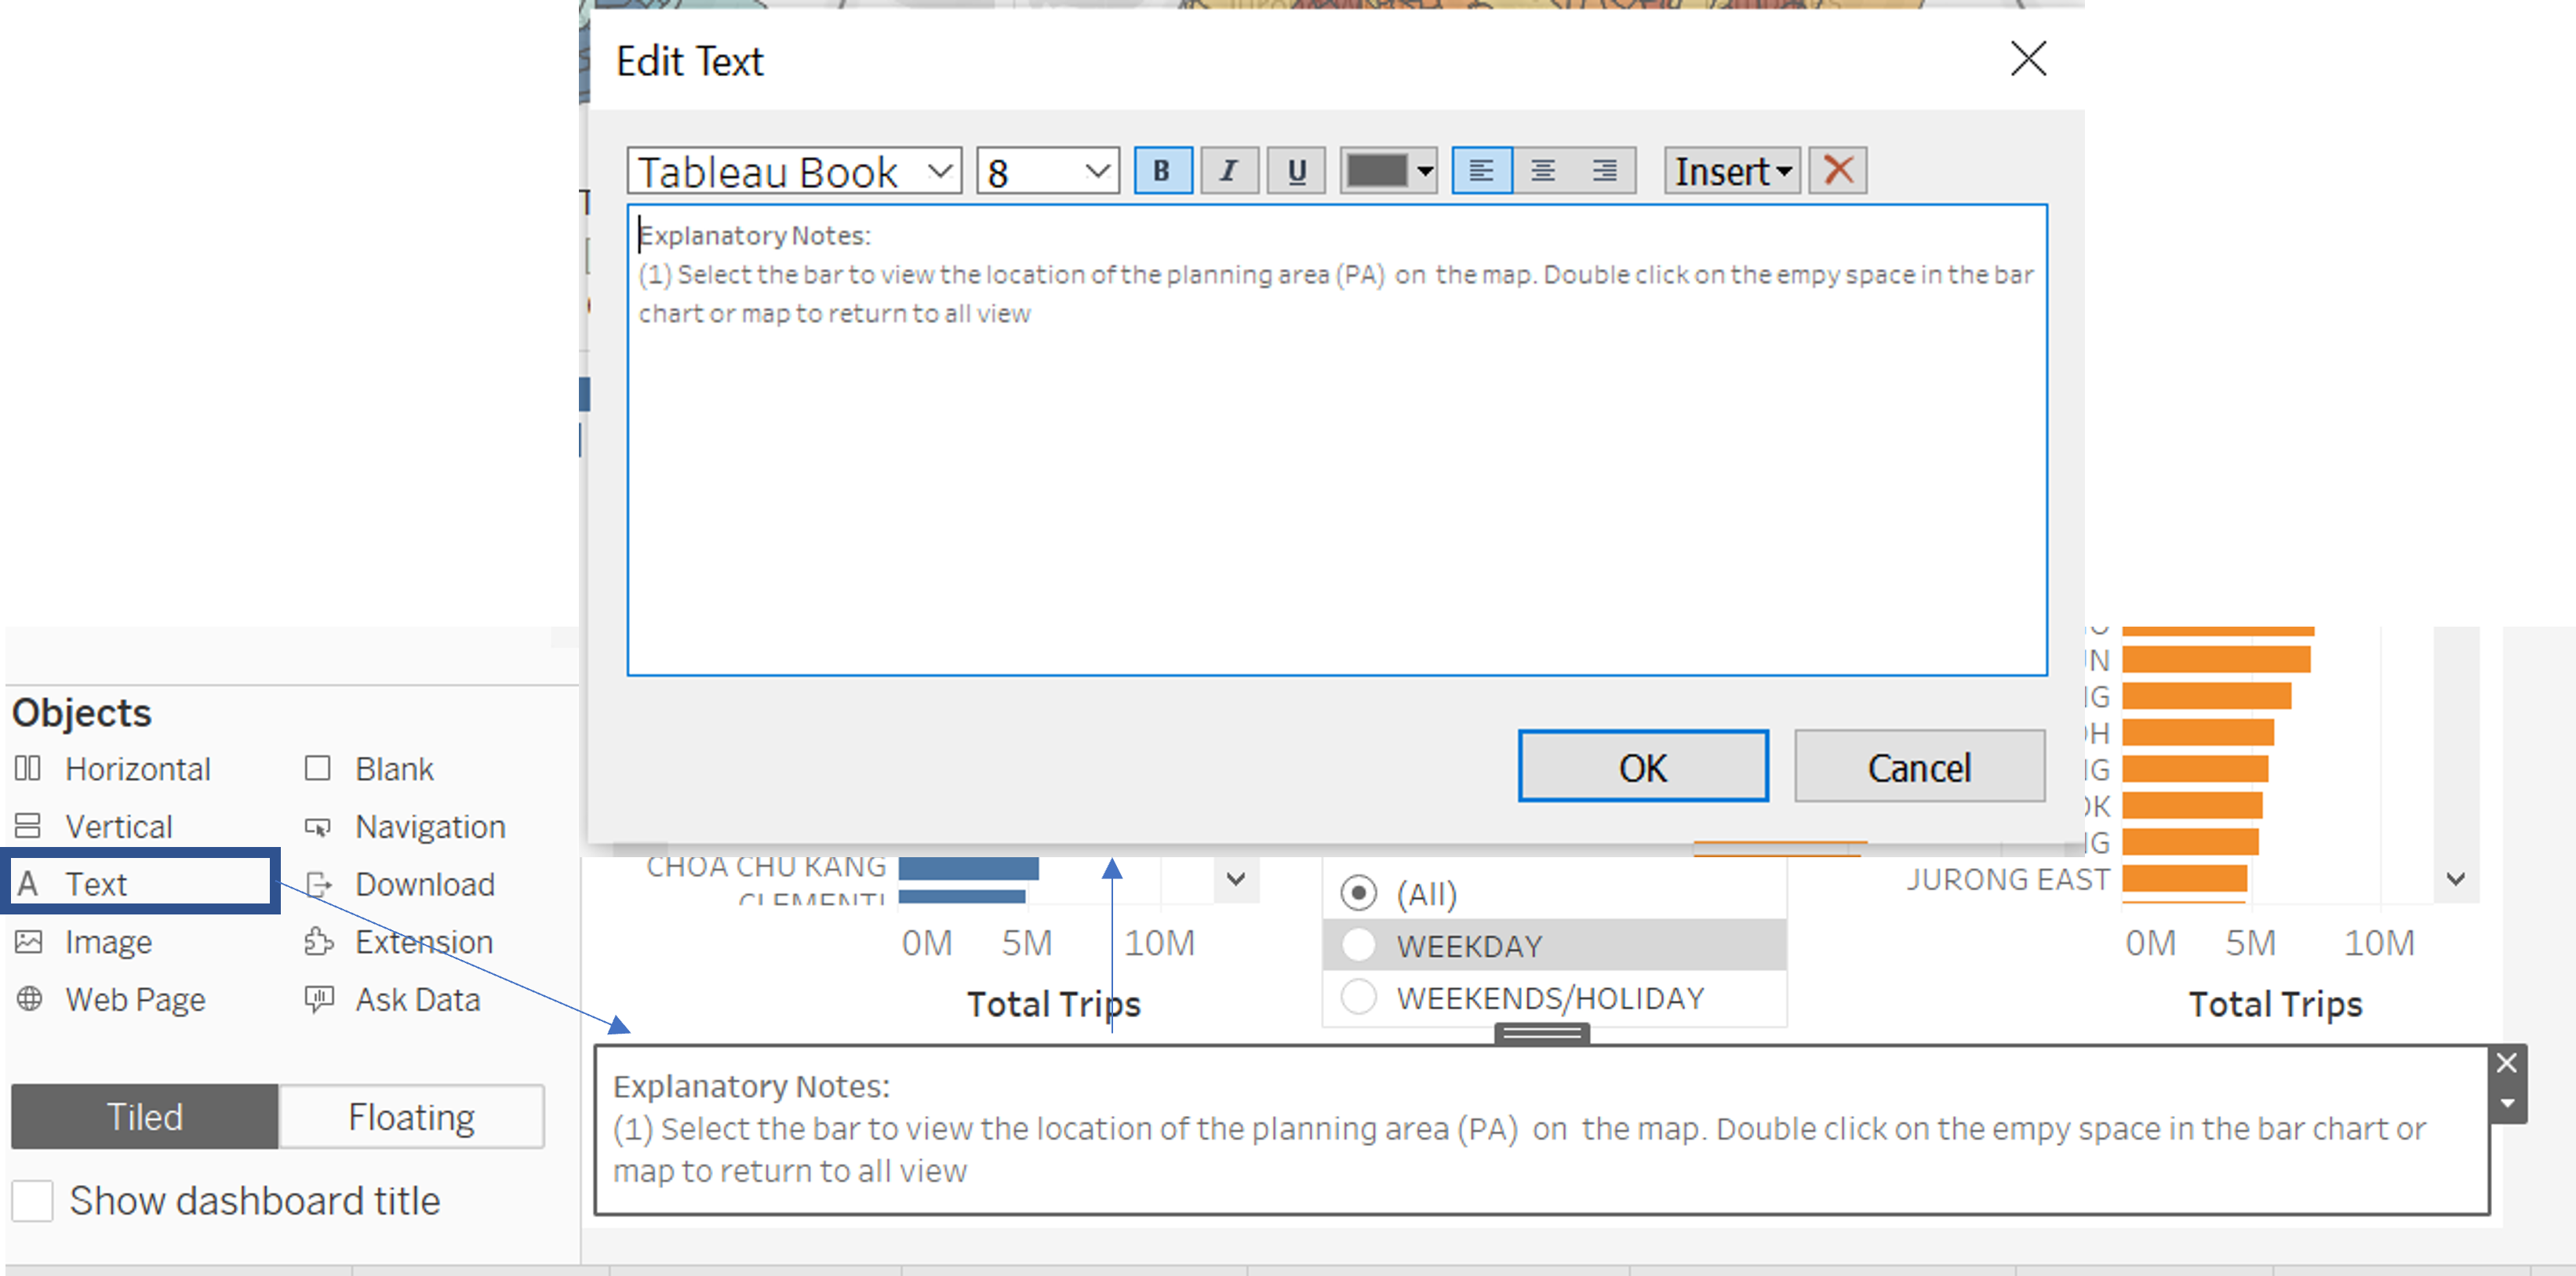 Edit Text
Tableau Book
8
B I U
Insert
Explanatory Notes:
(1) Select the bar to view the location of the planning area (PA) on the map. Double click on the empy space in the bar
chart or map to return to all view
OK
Cancel
Objects
Horizontal
Blank
Vertical
Navigation
A Text
Download
Image
Extension
Web Page
Ask Data
Tiled
Floating
Show dashboard title
CHOA CHU KANG
CLEMENTI
0M 5M 10M
Total Trips
(All)
WEEKDAY
WEEKENDS/HOLIDAY
JURONG EAST
0M 5M 10M
Total Trips
Explanatory Notes:
(1) Select the bar to view the location of the planning area (PA) on the map. Double click on the empy space in the bar chart or
map to return to all view